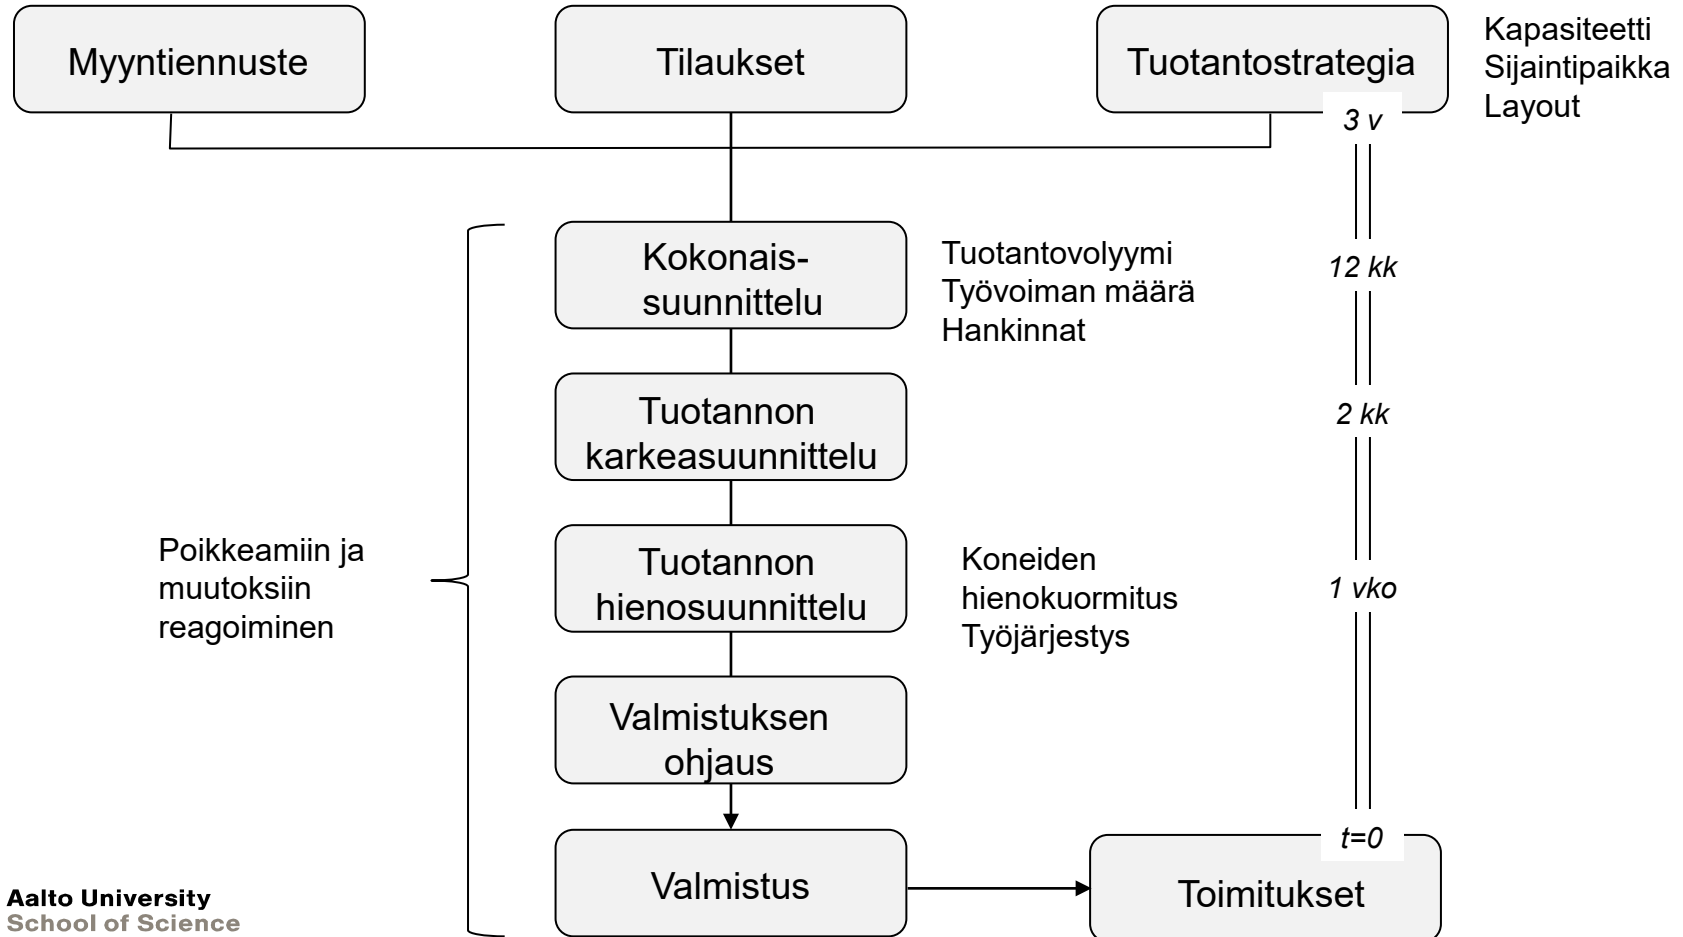 Myyntiennuste
Tilaukset
Tuotantostrategia
Kapasiteetti
Sijaintipaikka
Layout
3 v
Kokonais-
suunnittelu
Tuotantovolyymi
Työvoiman määrä
Hankinnat
12 kk
Tuotannon
karkeasuunnittelu
2 kk
Poikkeamiin ja
muutoksiin
reagoiminen
Tuotannon
hienosuunnittelu
Koneiden
hienokuormitus
Työjärjestys
1 vko
Valmistuksen
ohjaus
t=0
Valmistus
Toimitukset
Aalto University
School of Science